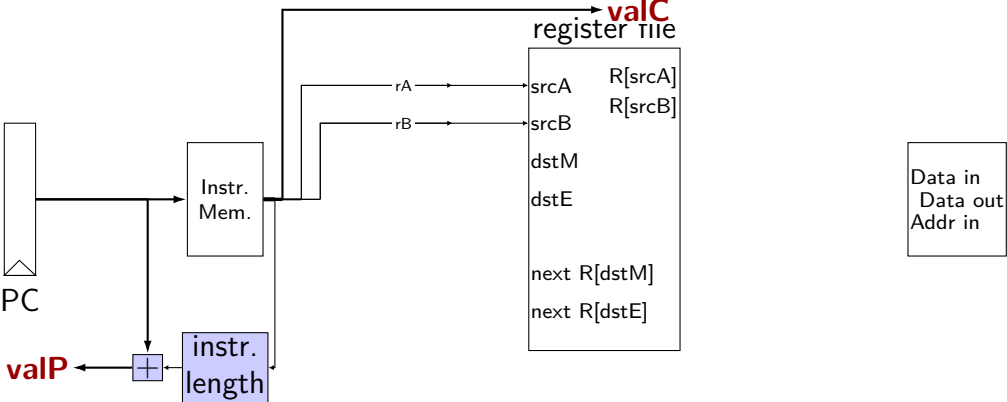 valC
register file
rA
srcA
R[srcA]
R[srcB]
rB
srcB
dstM
dstE
next R[dstM]
next R[dstE]
Instr.
Mem.
Data in
Data out
Addr in
PC
instr.
length
+
valP